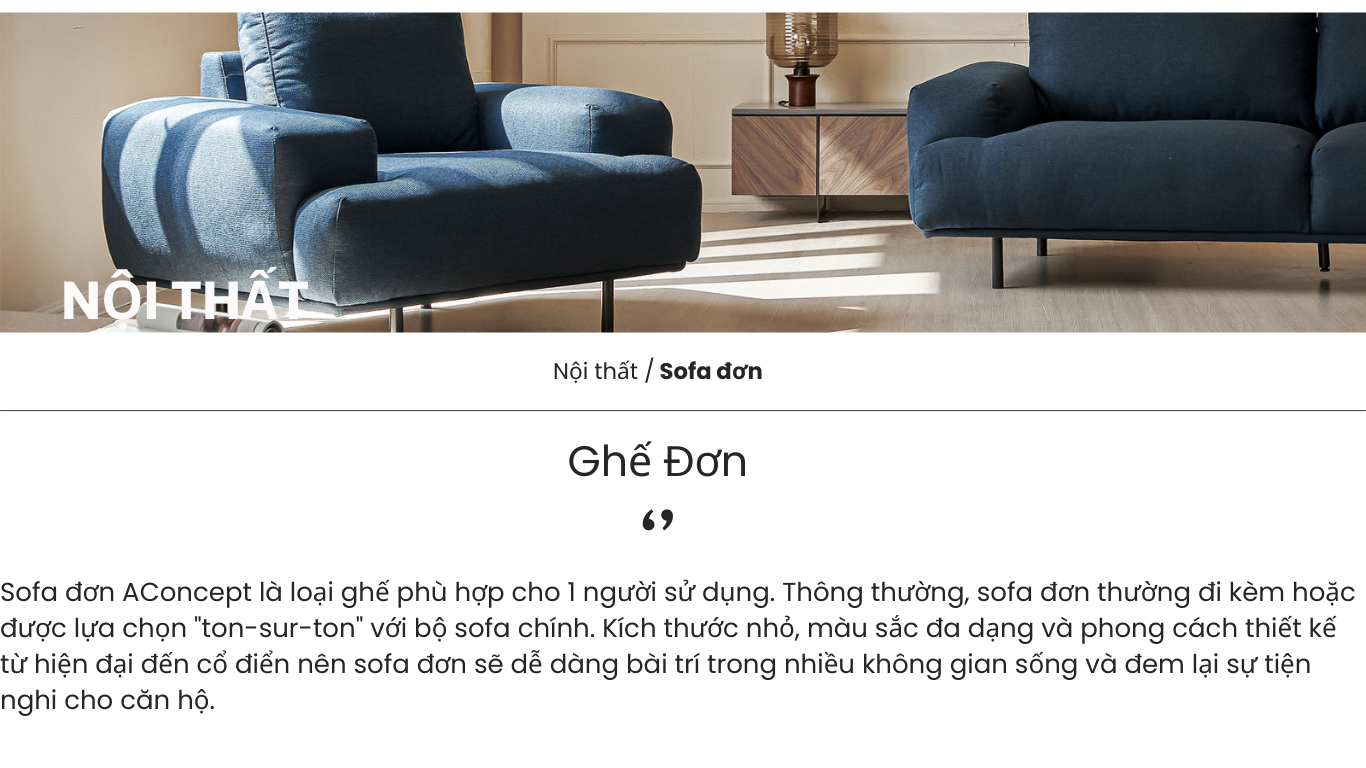 NỘI THẤT
Nội thất / Sofa đơn
Ghế Đơn
Sofa đơn AConcept là loại ghế phù hợp cho 1 người sử dụng. Thông thường, sofa đơn thường đi kèm hoặc
được lựa chọn "ton-sur-ton" với bộ sofa chính. Kích thước nhỏ, màu sắc đa dạng và phong cách thiết kế
từ hiện đại đến cổ điển nên sofa đơn sẽ dễ dàng bài trí trong nhiều không gian sống và đem lại sự tiện
nghi cho căn hộ.